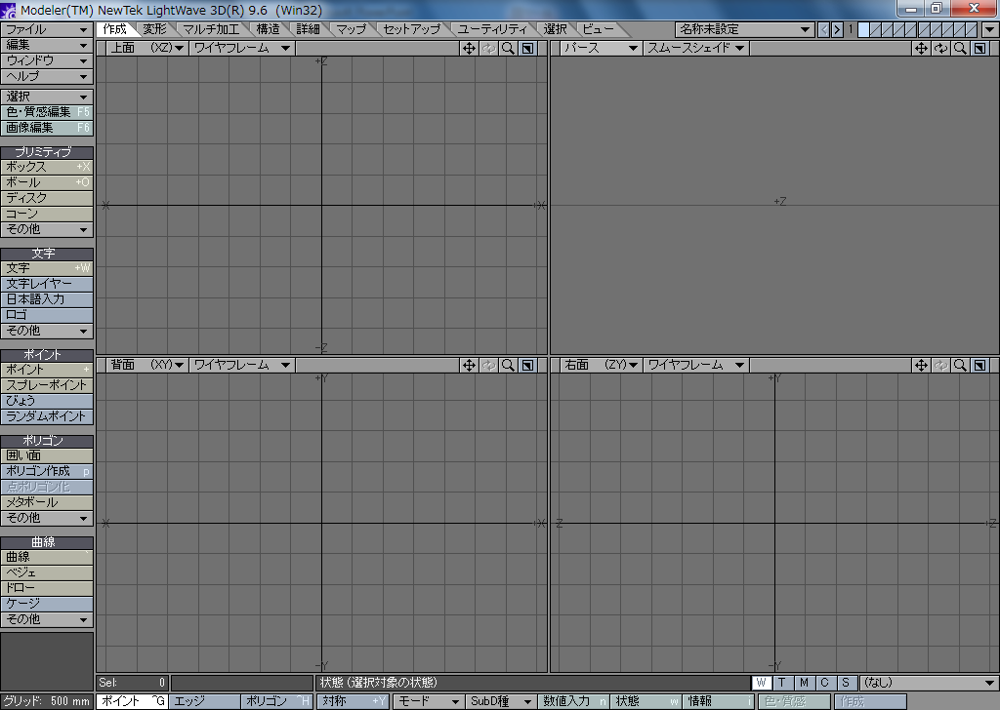 Modeler(TM) NewTek LightWave 3D(R) 9.6 (Win32)
ファイル
編集
ウィンドウ
ヘルプ
作成 変形 マルチ加工 構造 詳細 マップ セットアップ ユーティリティ 選択 ビュー 名称未設定 1
選択
色・質感編集 F5
画像編集 F6
プリミティブ
ボックス +X
ボール +O
ディスク
コーン
その他
文字
文字 +W
文字レイヤー
日本語入力
ロゴ
その他
ポイント
ポイント +
スプレーポイント
びょう
ランダムポイント
ポリゴン
囲い面
ポリゴン作成 p
点ポリゴン化
メタボール
その他
曲線
曲線
ベジェ
ドロー
ケージ
その他
上面 (XZ) ワイヤフレーム
+Z
-X
+X
-Z
パース スムースシェイド
+Z
背面 (XY) ワイヤフレーム
+Y
-X
+X
-Y
右面 (ZY) ワイヤフレーム
+Y
-Z
+Z
-Y
Sel: 0
状態 (選択対象の状態)
W T M C S (なし)
グリッド: 500 mm
ポイント ^G エッジ ポリゴン ^H 対称 +Y モード SubD種 数値入力 n 状態 w 情報 i 色・質感 作成